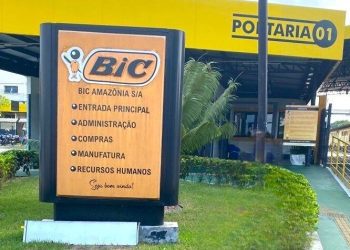 PORTARIA 01
BiC
BIC AMAZÔNIA S/A
ENTRADA PRINCIPAL
ADMINISTRAÇÃO
COMPRAS
MANUFATURA
RECURSOS HUMANOS
Seja bem vindo!